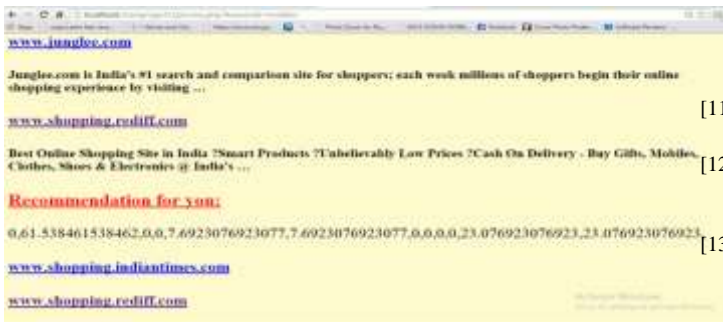 www.junglee.com
Junglee.com is India's #1 search and comparison site for shoppers; each week millions of shoppers begin their online
shopping experience by visiting ...
[11
www.shopping.rediff.com
Best Online Shopping Site in India ?Smart Products ?Unbelievably Low Prices ?Cash On Delivery - Buy Gifts, Mobiles,
Clothes, Shoes & Electronics @ India's ...
[12
Recommendation for you:
0,61.538461538462,0,0,7.6923076923077,7.6923076923077,0,0,0,0,23.076923076923,23.076923076923,
[13
www.shopping.indiantimes.com
www.shopping.rediff.com